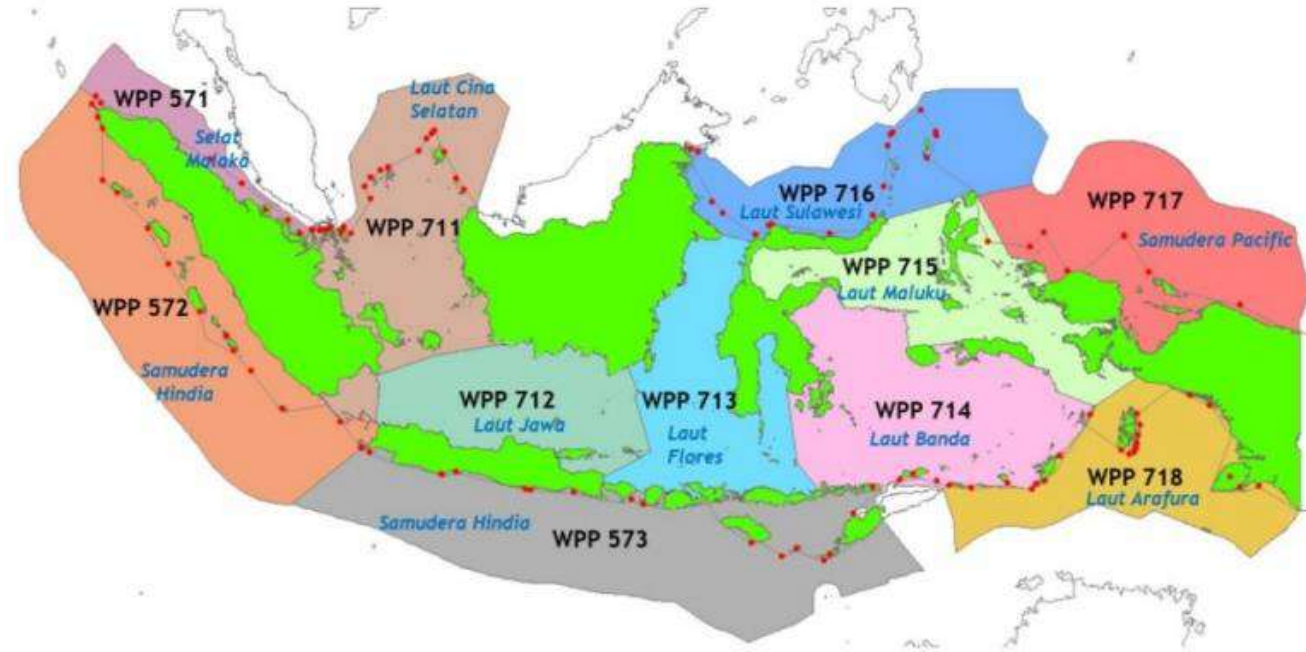 WPP 571
Selat
Malaka
Laut Cina
Selatan
WPP 711
WPP 716
Laut Sulawesi
WPP 717
Samudera Pacific
WPP 715
Laut Maluku
WPP 572
Samudera
Hindia
WPP 712
Laut Jawa
WPP 713
Laut
Flores
WPP 714
Laut Banda
WPP 718
Laut Arafura
Samudera Hindia
WPP 573